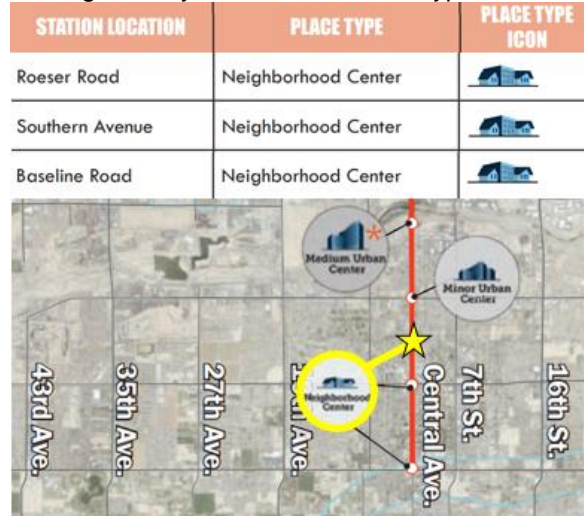 STATION LOCATION PLACE TYPE PLACE TYPE
ICON
Roeser Road Neighborhood Center
Southern Avenue Neighborhood Center
Baseline Road Neighborhood Center
*
Medium Urban
Center
Minor Urban
Center
Neighborhood
Center
43rd Ave.
35th Ave.
27th Ave.
Ave.
Central Ave.
7th St.
16th St.